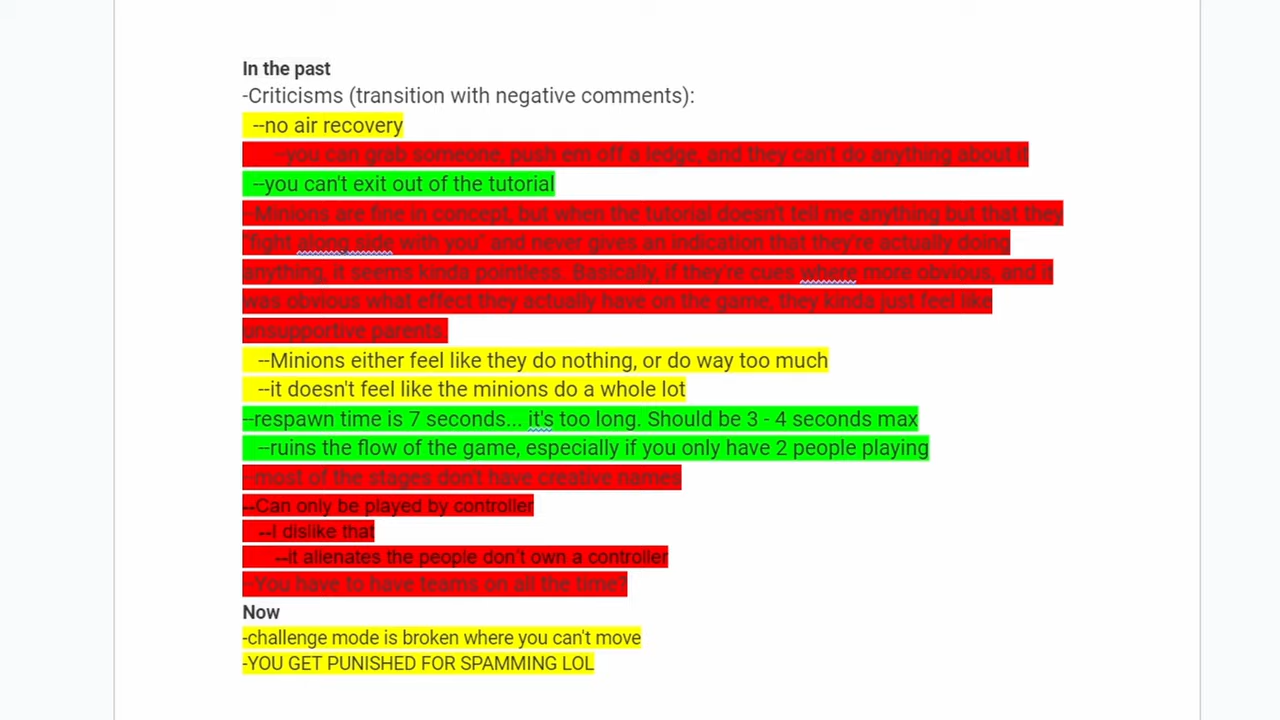 In the past
-Criticisms (transition with negative comments):
--no air recovery
--you can grab someone, push em off a ledge, and they can't do anything about it
--you can't exit out of the tutorial
--Minions are fine in concept, but when the tutorial doesn't tell me anything but that they
"fight along side with you" and never gives an indication that they're actually doing
anything, it seems kinda pointless. Basically, if they're cues where more obvious, and it
was obvious what effect they actually have on the game, they kinda just feel like
unsupportive parents.
--Minions either feel like they do nothing, or do way too much
--it doesn't feel like the minions do a whole lot
--respawn time is 7 seconds... it's too long. Should be 3 - 4 seconds max
--ruins the flow of the game, especially if you only have 2 people playing
--most of the stages don't have creative names
--Can only be played by controller
--I dislike that
--it alienates the people don't own a controller
--You have to have teams on all the time?
Now
-challenge mode is broken where you can't move
-YOU GET PUNISHED FOR SPAMMING LOL